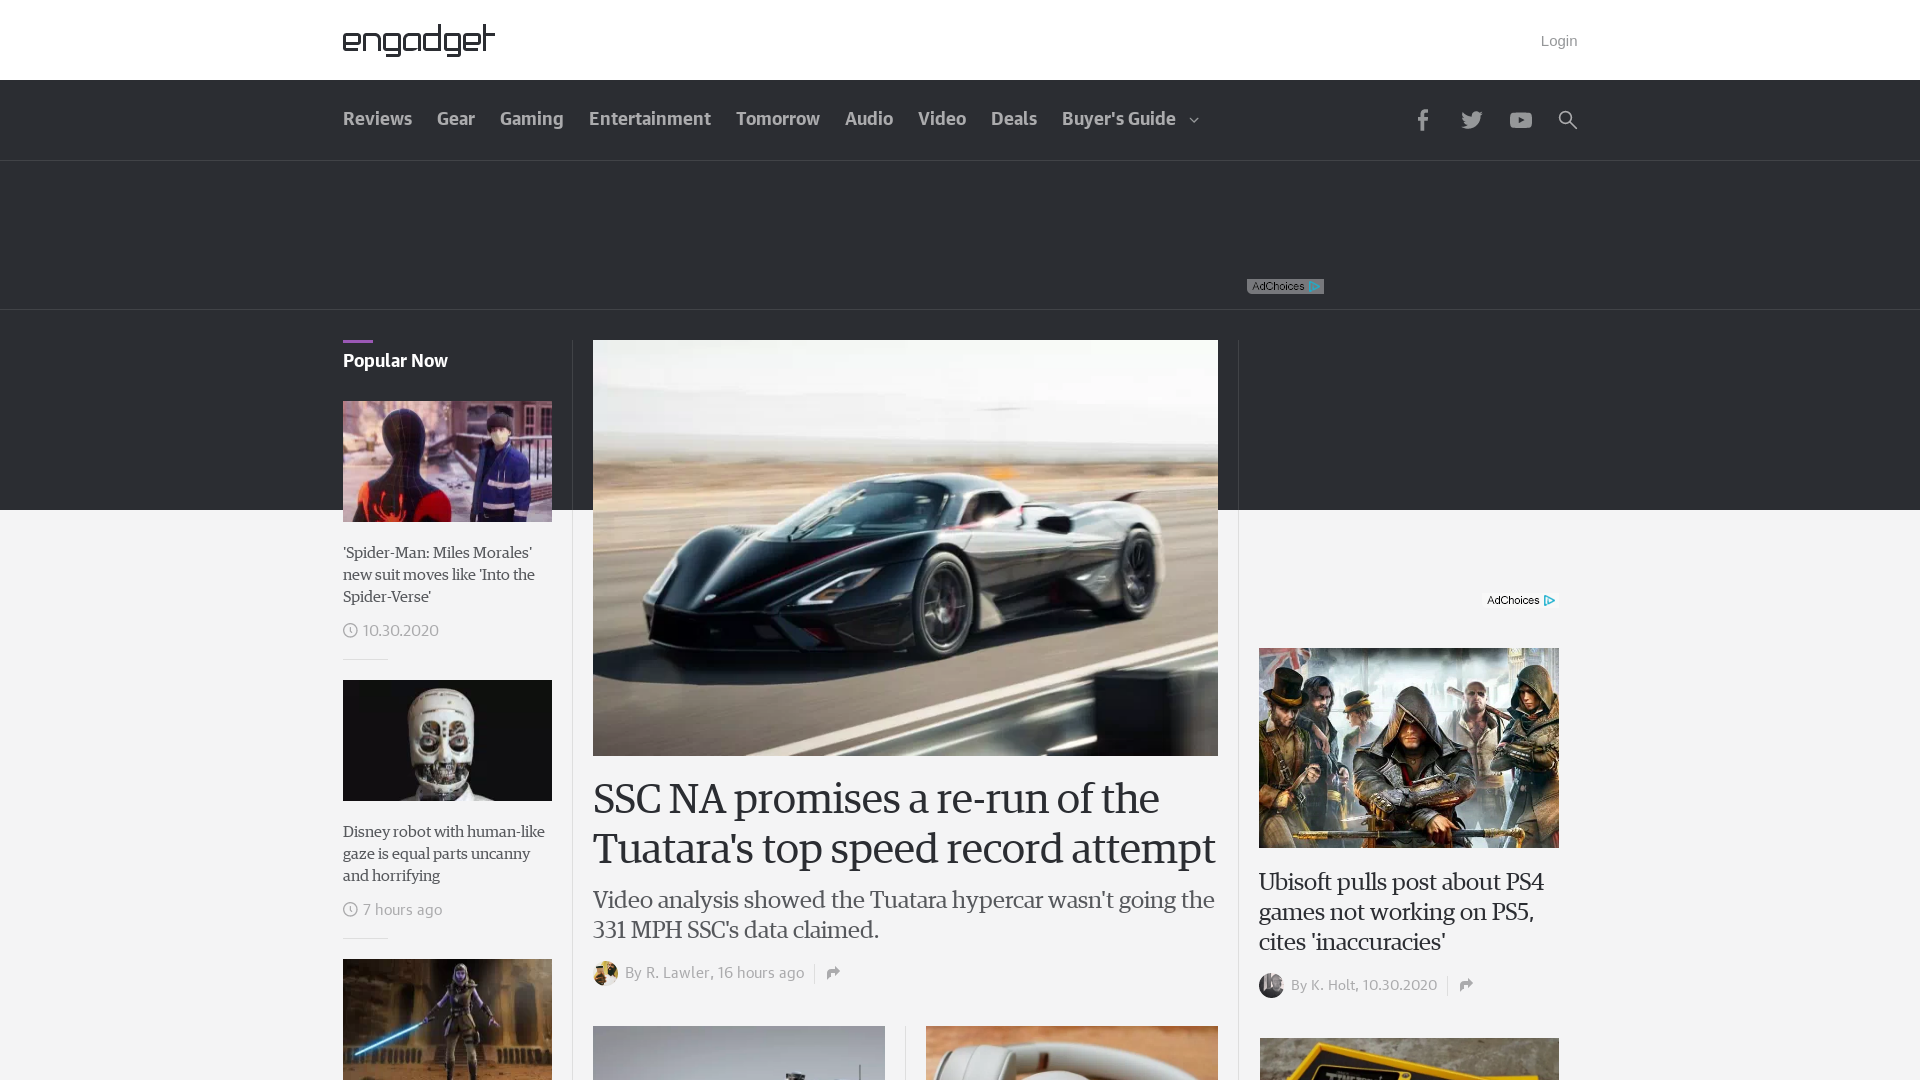 engadget
Login
Reviews
Gear
Gaming
Entertainment
Tomorrow
Audio
Video
Deals
Buyer's Guide
AdChoices
Popular Now
'Spider-Man: Miles Morales'
new suit moves like 'Into the
Spider-Verse'
10.30.2020
Disney robot with human-like
gaze is equal parts uncanny
and horrifying
7 hours ago
SSC NA promises a re-run of the
Tuatara's top speed record attempt
Video analysis showed the Tuatara hypercar wasn't going the
331 MPH SSC's data claimed.
By R. Lawler, 16 hours ago
AdChoices
Ubisoft pulls post about PS4
games not working on PS5,
cites 'inaccuracies'
By K. Holt, 10.30.2020